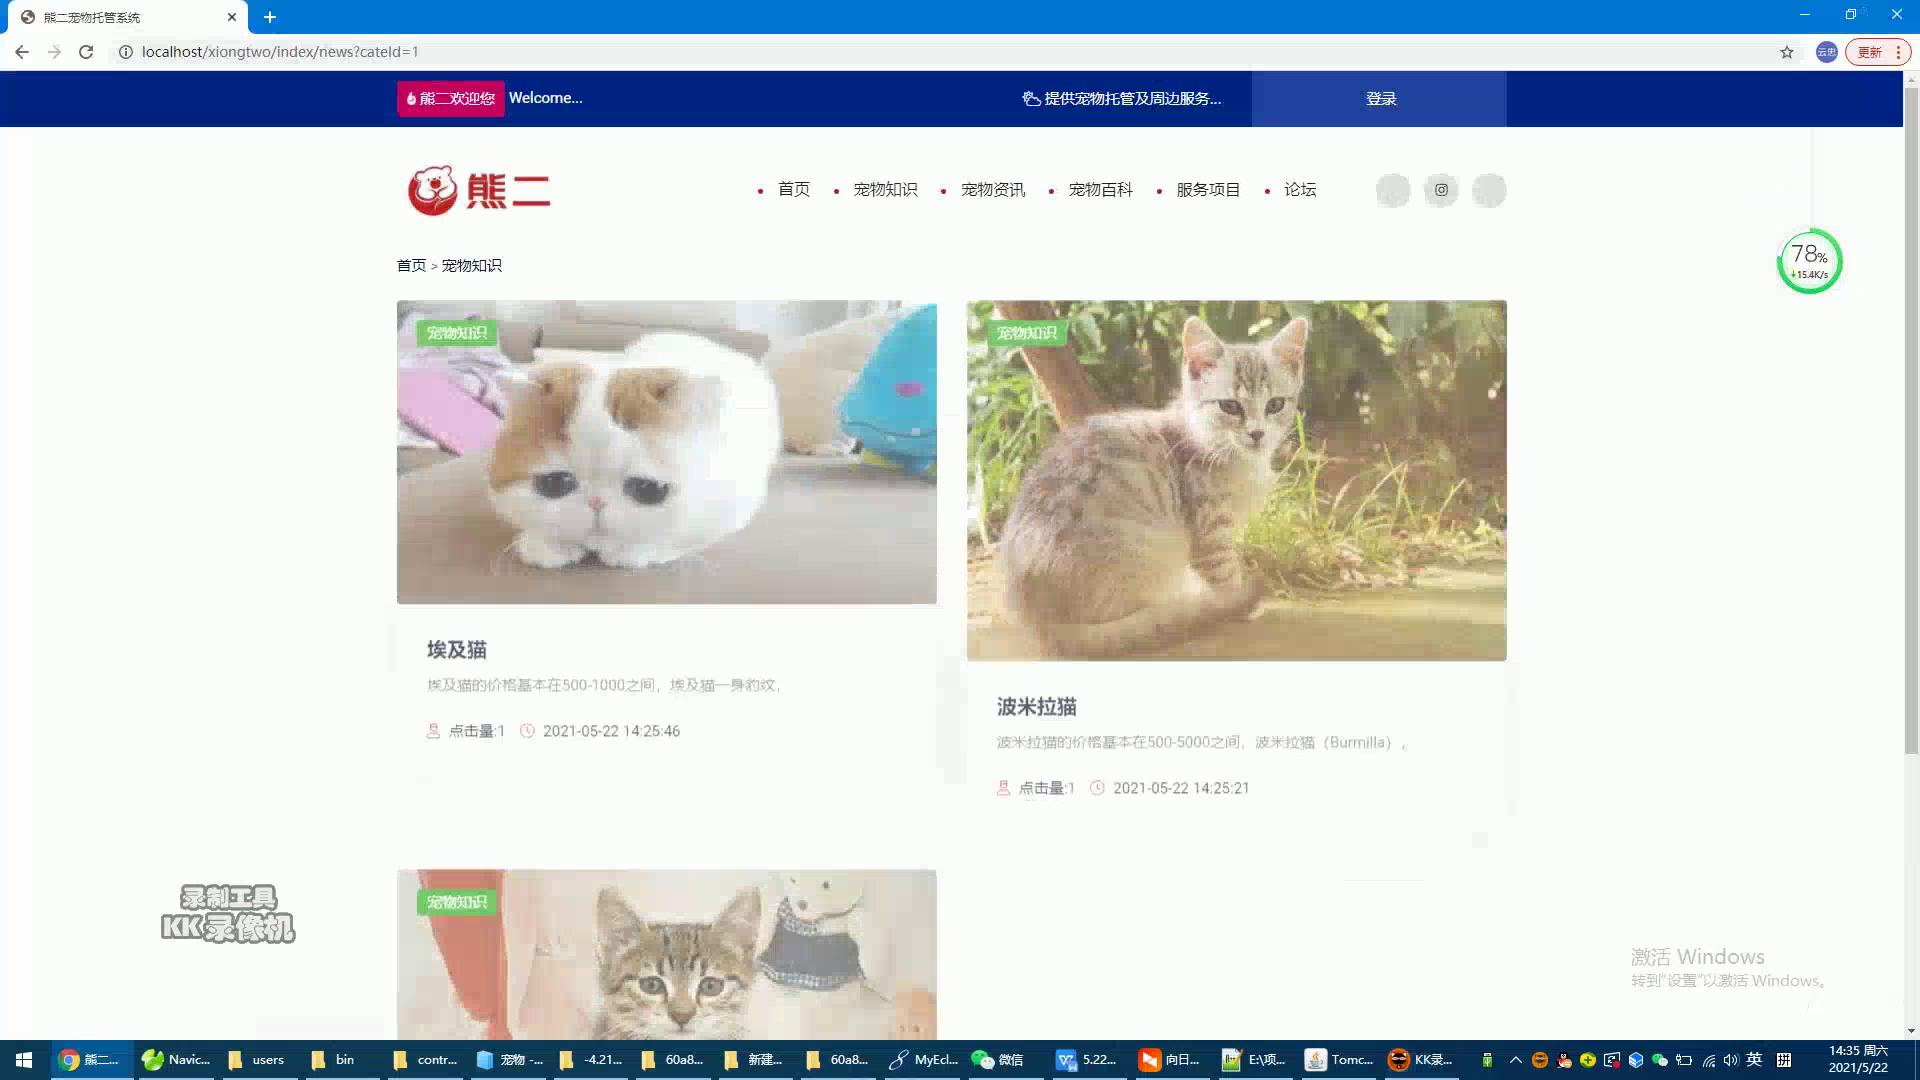 熊二宠物托管系统
localhost/xiongtwo/index/news?cateId=1
更新
熊二欢迎您 Welcome...
提供宠物托管及周边服务...
登录
熊二
首页 宠物知识 宠物资讯 宠物百科 服务项目 论坛
78%
15.4K/s
首页 > 宠物知识
宠物知识
宠物知识
埃及猫
埃及猫的价格基本在500-1000之间，埃及猫一身豹纹，
点击量:1 2021-05-22 14:25:46
波米拉猫
波米拉猫的价格基本在500-5000之间，波米拉猫（Burmilla），
点击量:1 2021-05-22 14:25:21
宠物知识
录制工具
KK录像机
激活 Windows
转到"设置"以激活 Windows。
熊二... Navic... users bin contr... 宠物 -... -4.21... 60a8... 新建... 60a8... MyEcl... 微信 5.22... 向日... E:\项... Tomc... KK录... 英 拼
14:35 周六
2021/5/22